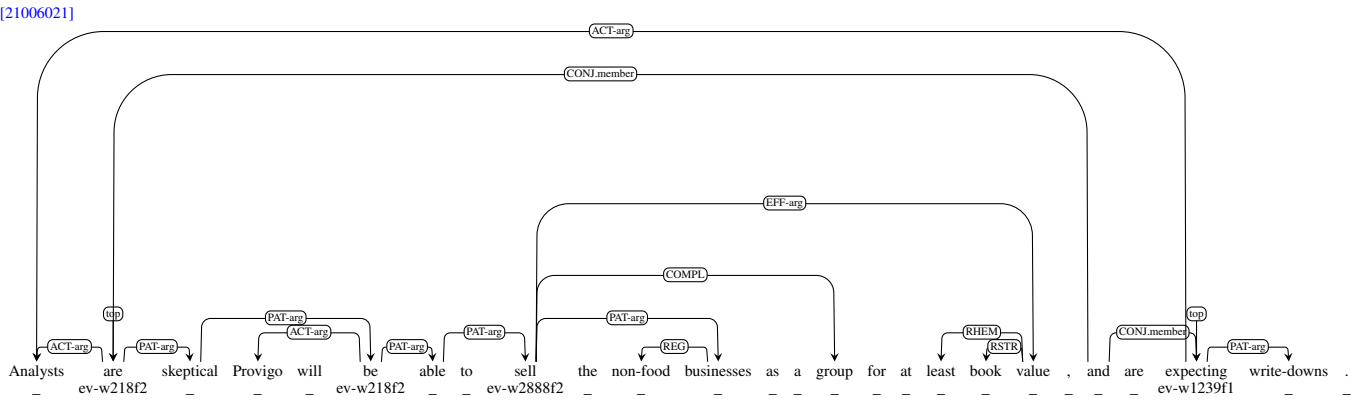 [21006021]
ACT-arg
CONJ.member
EFF-arg
COMPL
top top
PAT-arg PAT-arg
ACT-arg PAT-arg RHEM CONJ.member
ACT-arg PAT-arg PAT-arg REG RSTR PAT-arg
Analysts are skeptical Provigo will be able to sell the non-food businesses as a group for at least book value , and are expecting write-downs .
_ ev-w218f2 _ _ _ ev-w218f2 _ _ ev-w2888f2 _ _ _ _ _ _ _ _ _ _ _ _ _ _ ev-w1239f1 _ _